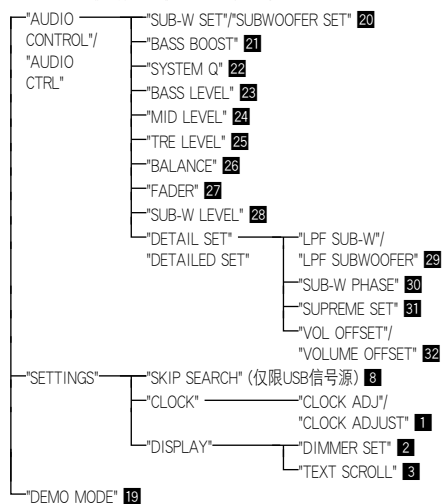 "AUDIO CONTROL"/ "AUDIO CTRL"
"SUB-W SET"/"SUBWOOFER SET" 20
"BASS BOOST" 21
"SYSTEM Q" 22
"BASS LEVEL" 23
"MID LEVEL" 24
"TRE LEVEL" 25
"BALANCE" 26
"FADER" 27
"SUB-W LEVEL" 28
"DETAIL SET"
"DETAILED SET"
"LPF SUB-W"/
"LPF SUBWOOFER" 29
"SUB-W PHASE" 30
"SUPREME SET" 31
"VOL OFFSET"/
"VOLUME OFFSET" 32
"SETTINGS"
"SKIP SEARCH" (仅限USB信号源) 8
"CLOCK"
"CLOCK ADJ"/
"CLOCK ADJUST" 1
"DISPLAY"
"DIMMER SET" 2
"TEXT SCROLL" 3
"DEMO MODE" 19